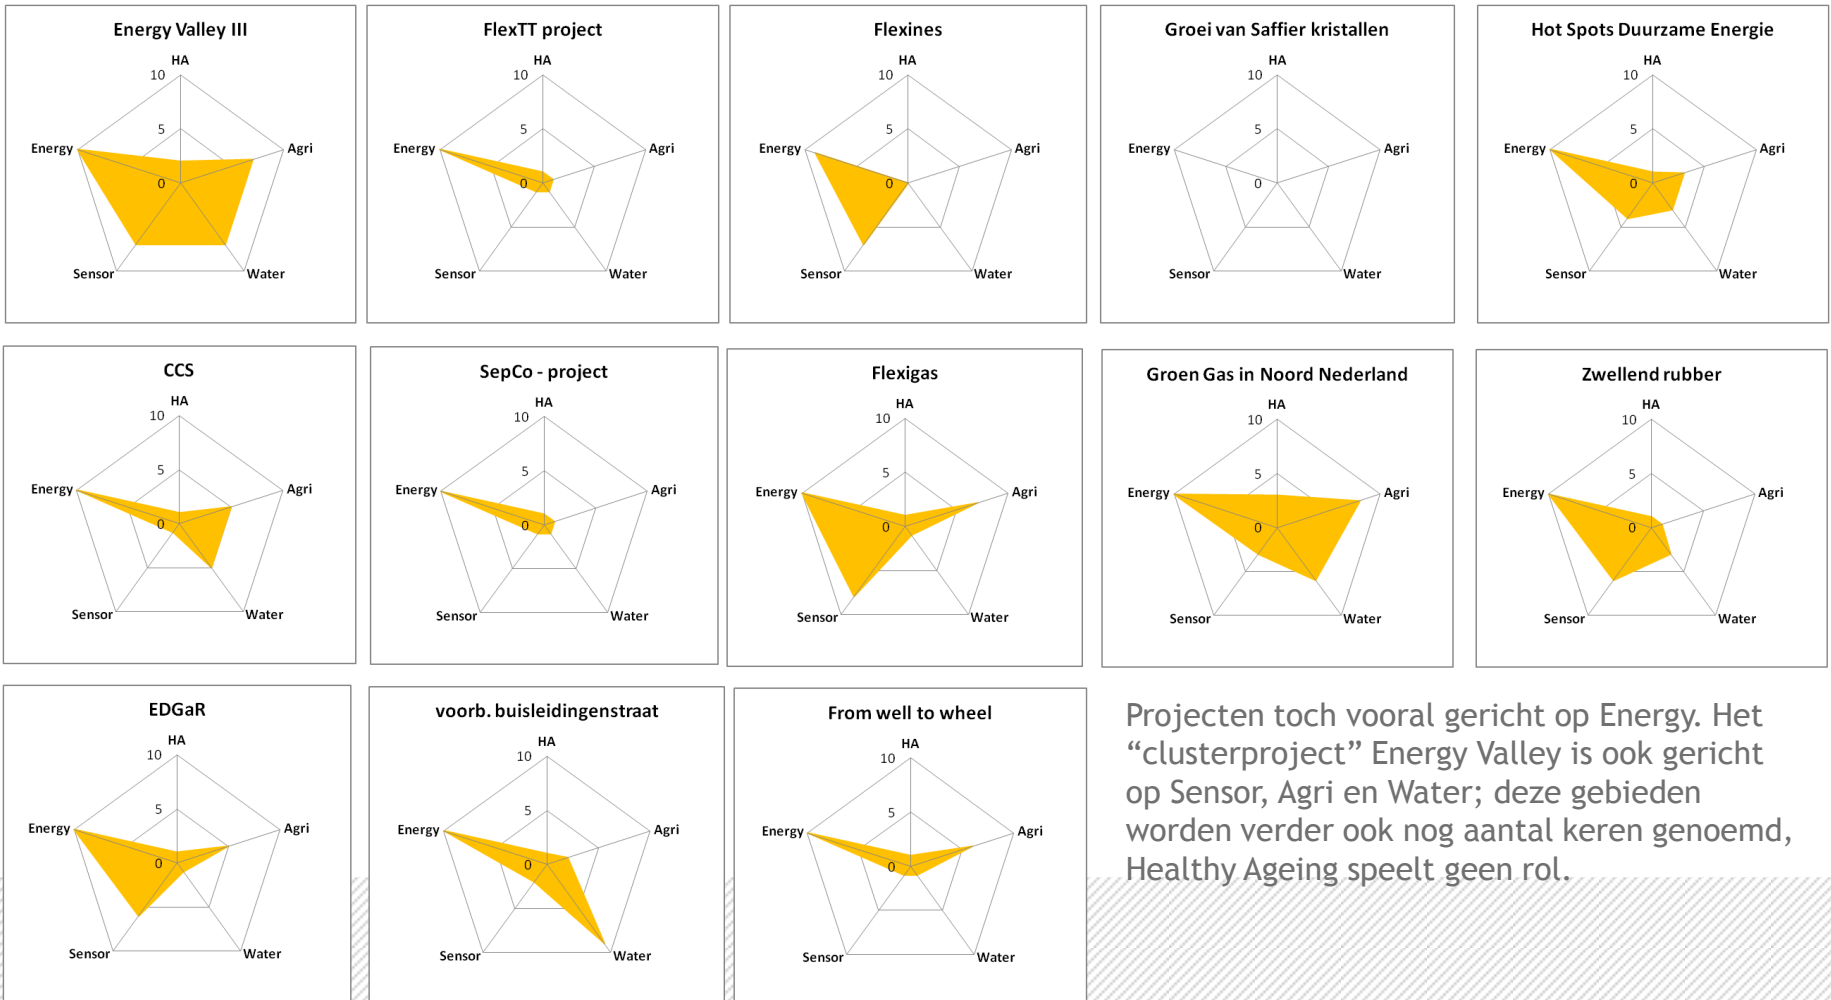 Energy Valley III
HA
10
5
0
Energy
Agri
Sensor
Water
FlexTT project
HA
10
5
0
Energy
Agri
Sensor
Water
Flexines
HA
10
5
0
Energy
Agri
Sensor
Water
Groei van Saffier kristallen
HA
10
5
0
Energy
Agri
Sensor
Water
Hot Spots Duurzame Energie
HA
10
5
0
Energy
Agri
Sensor
Water
CCS
HA
10
5
0
Energy
Agri
Sensor
Water
SepCo - project
HA
10
5
0
Energy
Agri
Sensor
Water
Flexigas
HA
10
5
0
Energy
Agri
Sensor
Water
Groen Gas in Noord Nederland
HA
10
5
0
Energy
Agri
Sensor
Water
Zwellend rubber
HA
10
5
0
Energy
Agri
Sensor
Water
EDGaR
HA
10
5
0
Energy
Agri
Sensor
Water
voorb. buisleidingenstraat
HA
10
5
0
Energy
Agri
Sensor
Water
From well to wheel
HA
10
5
0
Energy
Agri
Sensor
Water
Projecten toch vooral gericht op Energy. Het
“clusterproject” Energy Valley is ook gericht
op Sensor, Agri en Water; deze gebieden
worden verder ook nog aantal keren genoemd,
Healthy Ageing speelt geen rol.